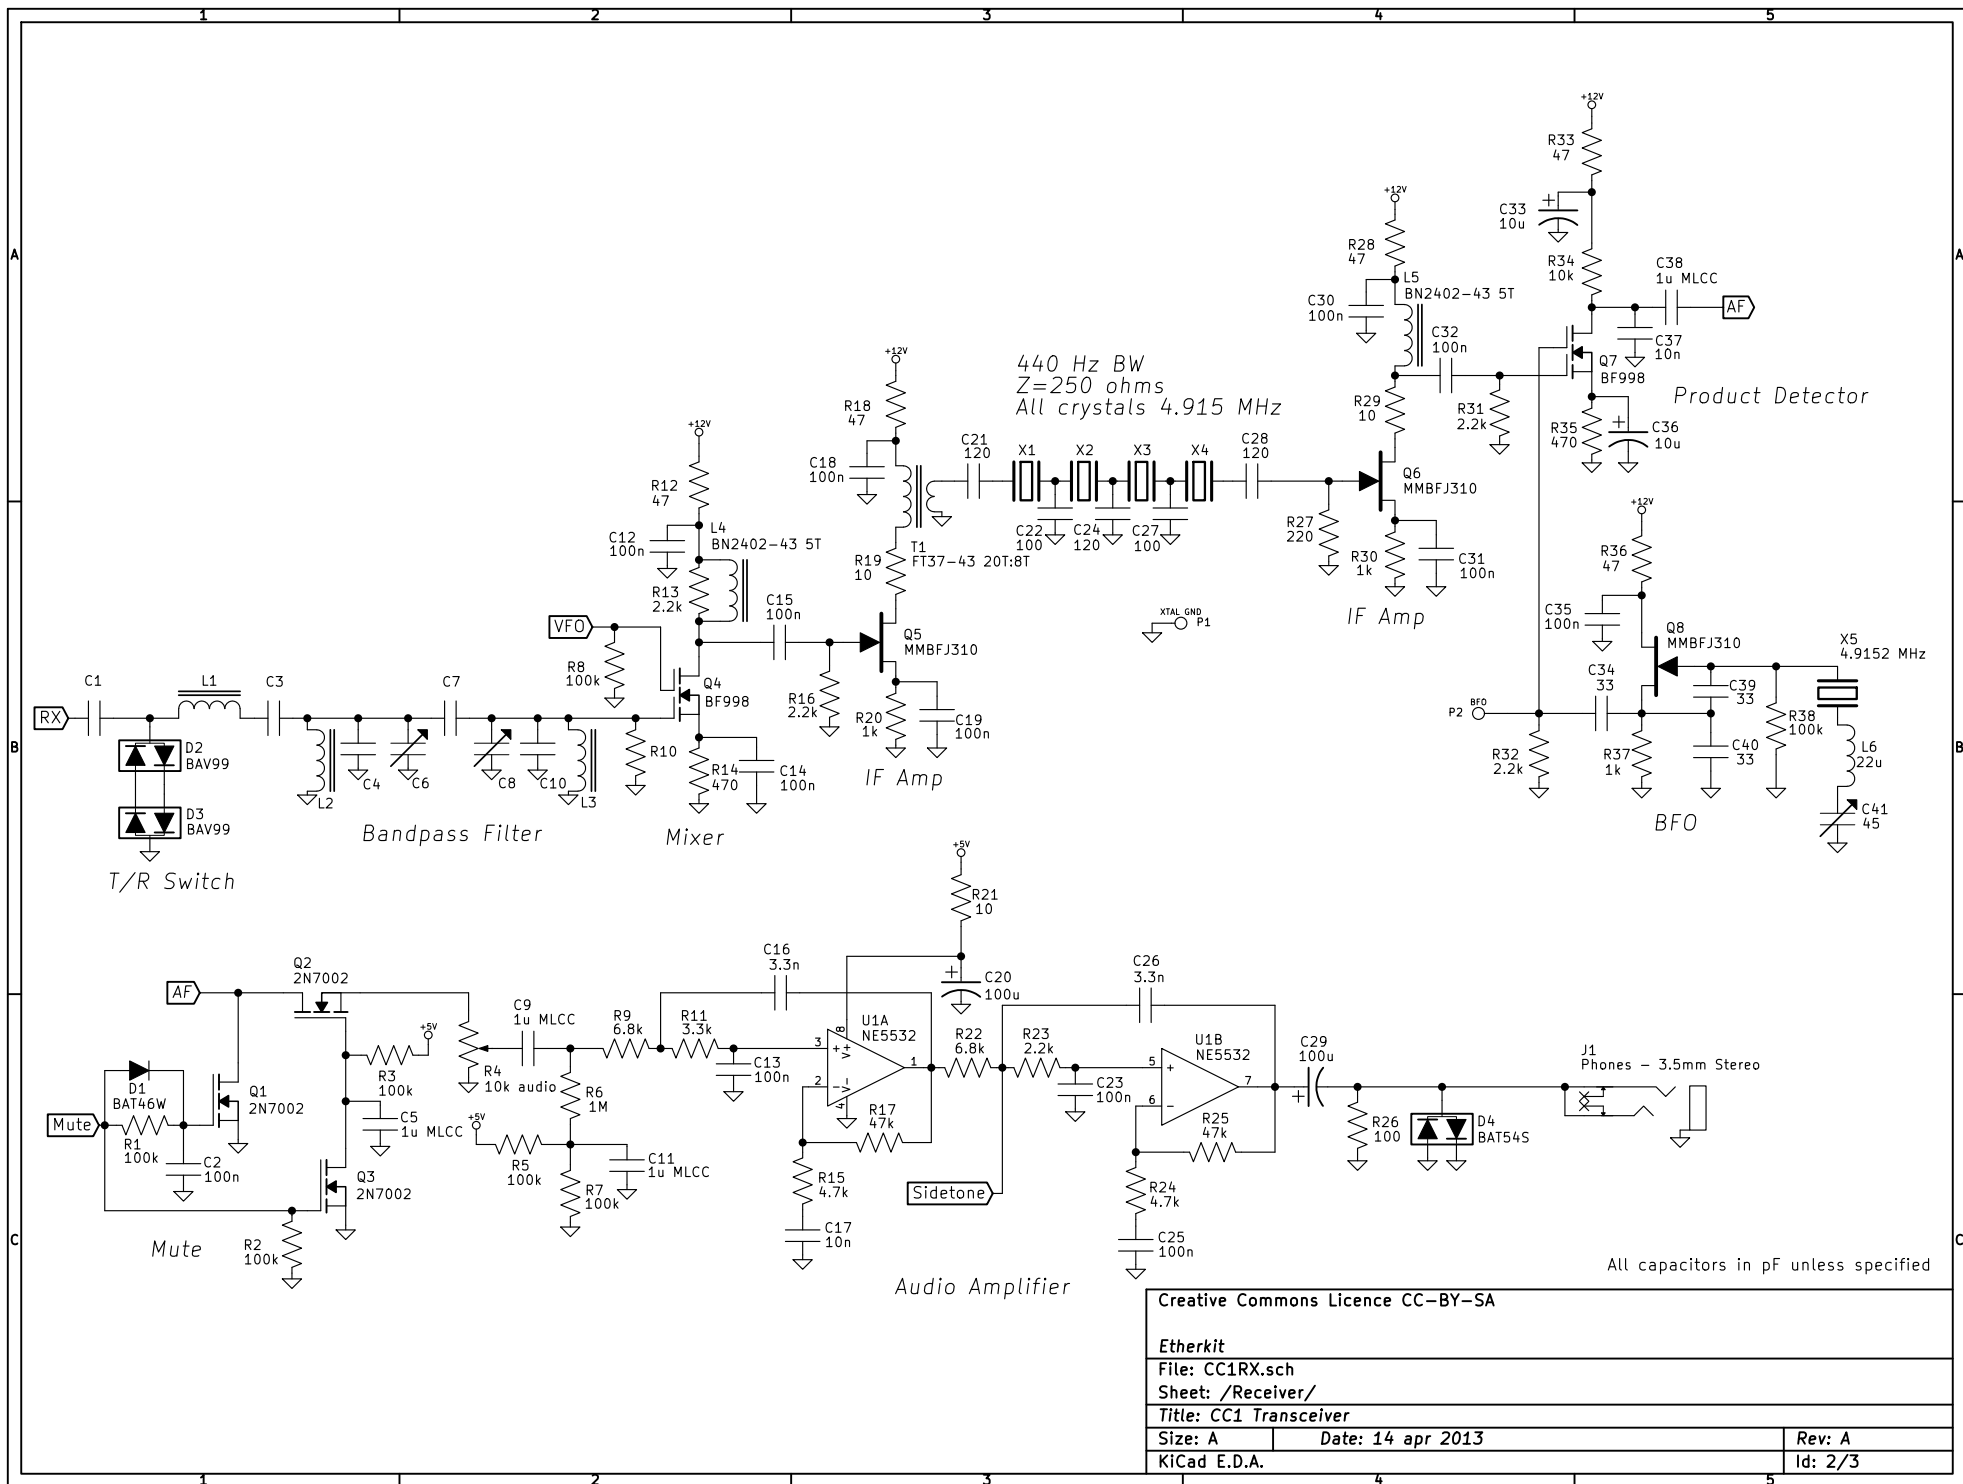 1 2 3 4 5
A
B
C
A
B
C
+12V
R33
47
C33
10u
R34
10k
C38
1u MLCC
AF
C37
10n
Q7
BF998
Product Detector
R35
470
C36
10u
+12V
R28
47
L5
BN2402-43 5T
C30
100n
C32
100n
R31
2.2k
R29
10
Q6
MMBFJ310
R27
220
R30
1k
C31
100n
IF Amp
440 Hz BW
Z=250 ohms
All crystals 4.915 MHz
C21
120
X1
X2
X3
X4
C28
120
C22
100
C24
120
C27
100
XTAL GND
P1
+12V
R18
47
C18
100n
T1
FT37-43 20T:8T
R19
10
Q5
MMBFJ310
R16
2.2k
R20
1k
C19
100n
IF Amp
+12V
R12
47
C12
100n
L4
BN2402-43 5T
R13
2.2k
C15
100n
VFO
R8
100k
Q4
BF998
R10
R14
470
C14
100n
Mixer
RX
C1
L1
C3
C7
D2
BAV99
D3
BAV99
L2
C4
C6
C8
C10
L3
Bandpass Filter
T/R Switch
+12V
R36
47
C35
100n
Q8
MMBFJ310
X5
4.9152 MHz
C34
33
C39
33
P2
BFO
R32
2.2k
R37
1k
C40
33
R38
100k
L6
22u
C41
45
BFO
AF
Q2
2N7002
+5V
R3
100k
D1
BAT46W
Mute
R1
100k
Q1
2N7002
C2
100n
C5
1u MLCC
Q3
2N7002
R2
100k
Mute
R4
10k audio
C9
1u MLCC
R9
6.8k
R11
3.3k
R6
1M
+5V
R5
100k
R7
100k
C11
1u MLCC
C16
3.3n
C13
100n
+5V
R21
10
C20
100u
U1A
NE5532
3
2
1
8
4
+
-
V+
V-
R17
47k
R15
4.7k
C17
10n
R22
6.8k
R23
2.2k
C26
3.3n
C23
100n
Sidetone
U1B
NE5532
5
6
7
+
-
R25
47k
R24
4.7k
C25
100n
C29
100u
R26
100
D4
BAT54S
J1
Phones - 3.5mm Stereo
Audio Amplifier
All capacitors in pF unless specified
Creative Commons Licence CC-BY-SA
Etherkit
File: CC1RX.sch
Sheet: /Receiver/
Title: CC1 Transceiver
Size: A Date: 14 apr 2013 Rev: A
KiCad E.D.A. Id: 2/3
1 2 3 4 5